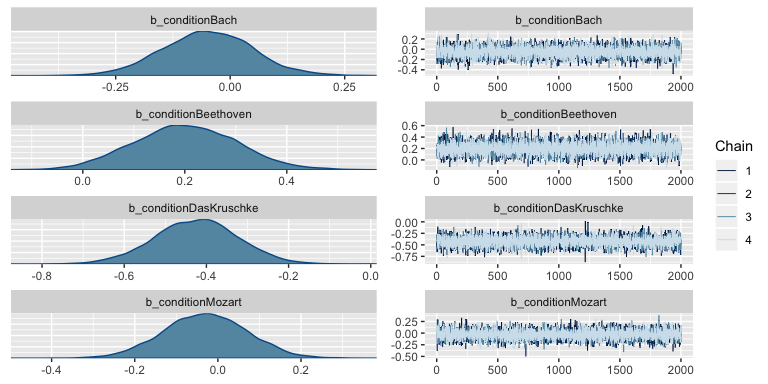 b_conditionBach
-0.25 0.00 0.25
b_conditionBach
0.2
0.0
-0.2
-0.4
0 500 1000 1500 2000
b_conditionBeethoven
0.0 0.2 0.4
b_conditionBeethoven
0.6
0.4
0.2
0.0
0 500 1000 1500 2000
b_conditionDasKruschke
-0.8 -0.6 -0.4 -0.2 0.0
b_conditionDasKruschke
0.00
-0.25
-0.50
-0.75
0 500 1000 1500 2000
b_conditionMozart
-0.4 -0.2 0.0 0.2
b_conditionMozart
0.25
0.00
-0.25
-0.50
0 500 1000 1500 2000
Chain
1
2
3
4